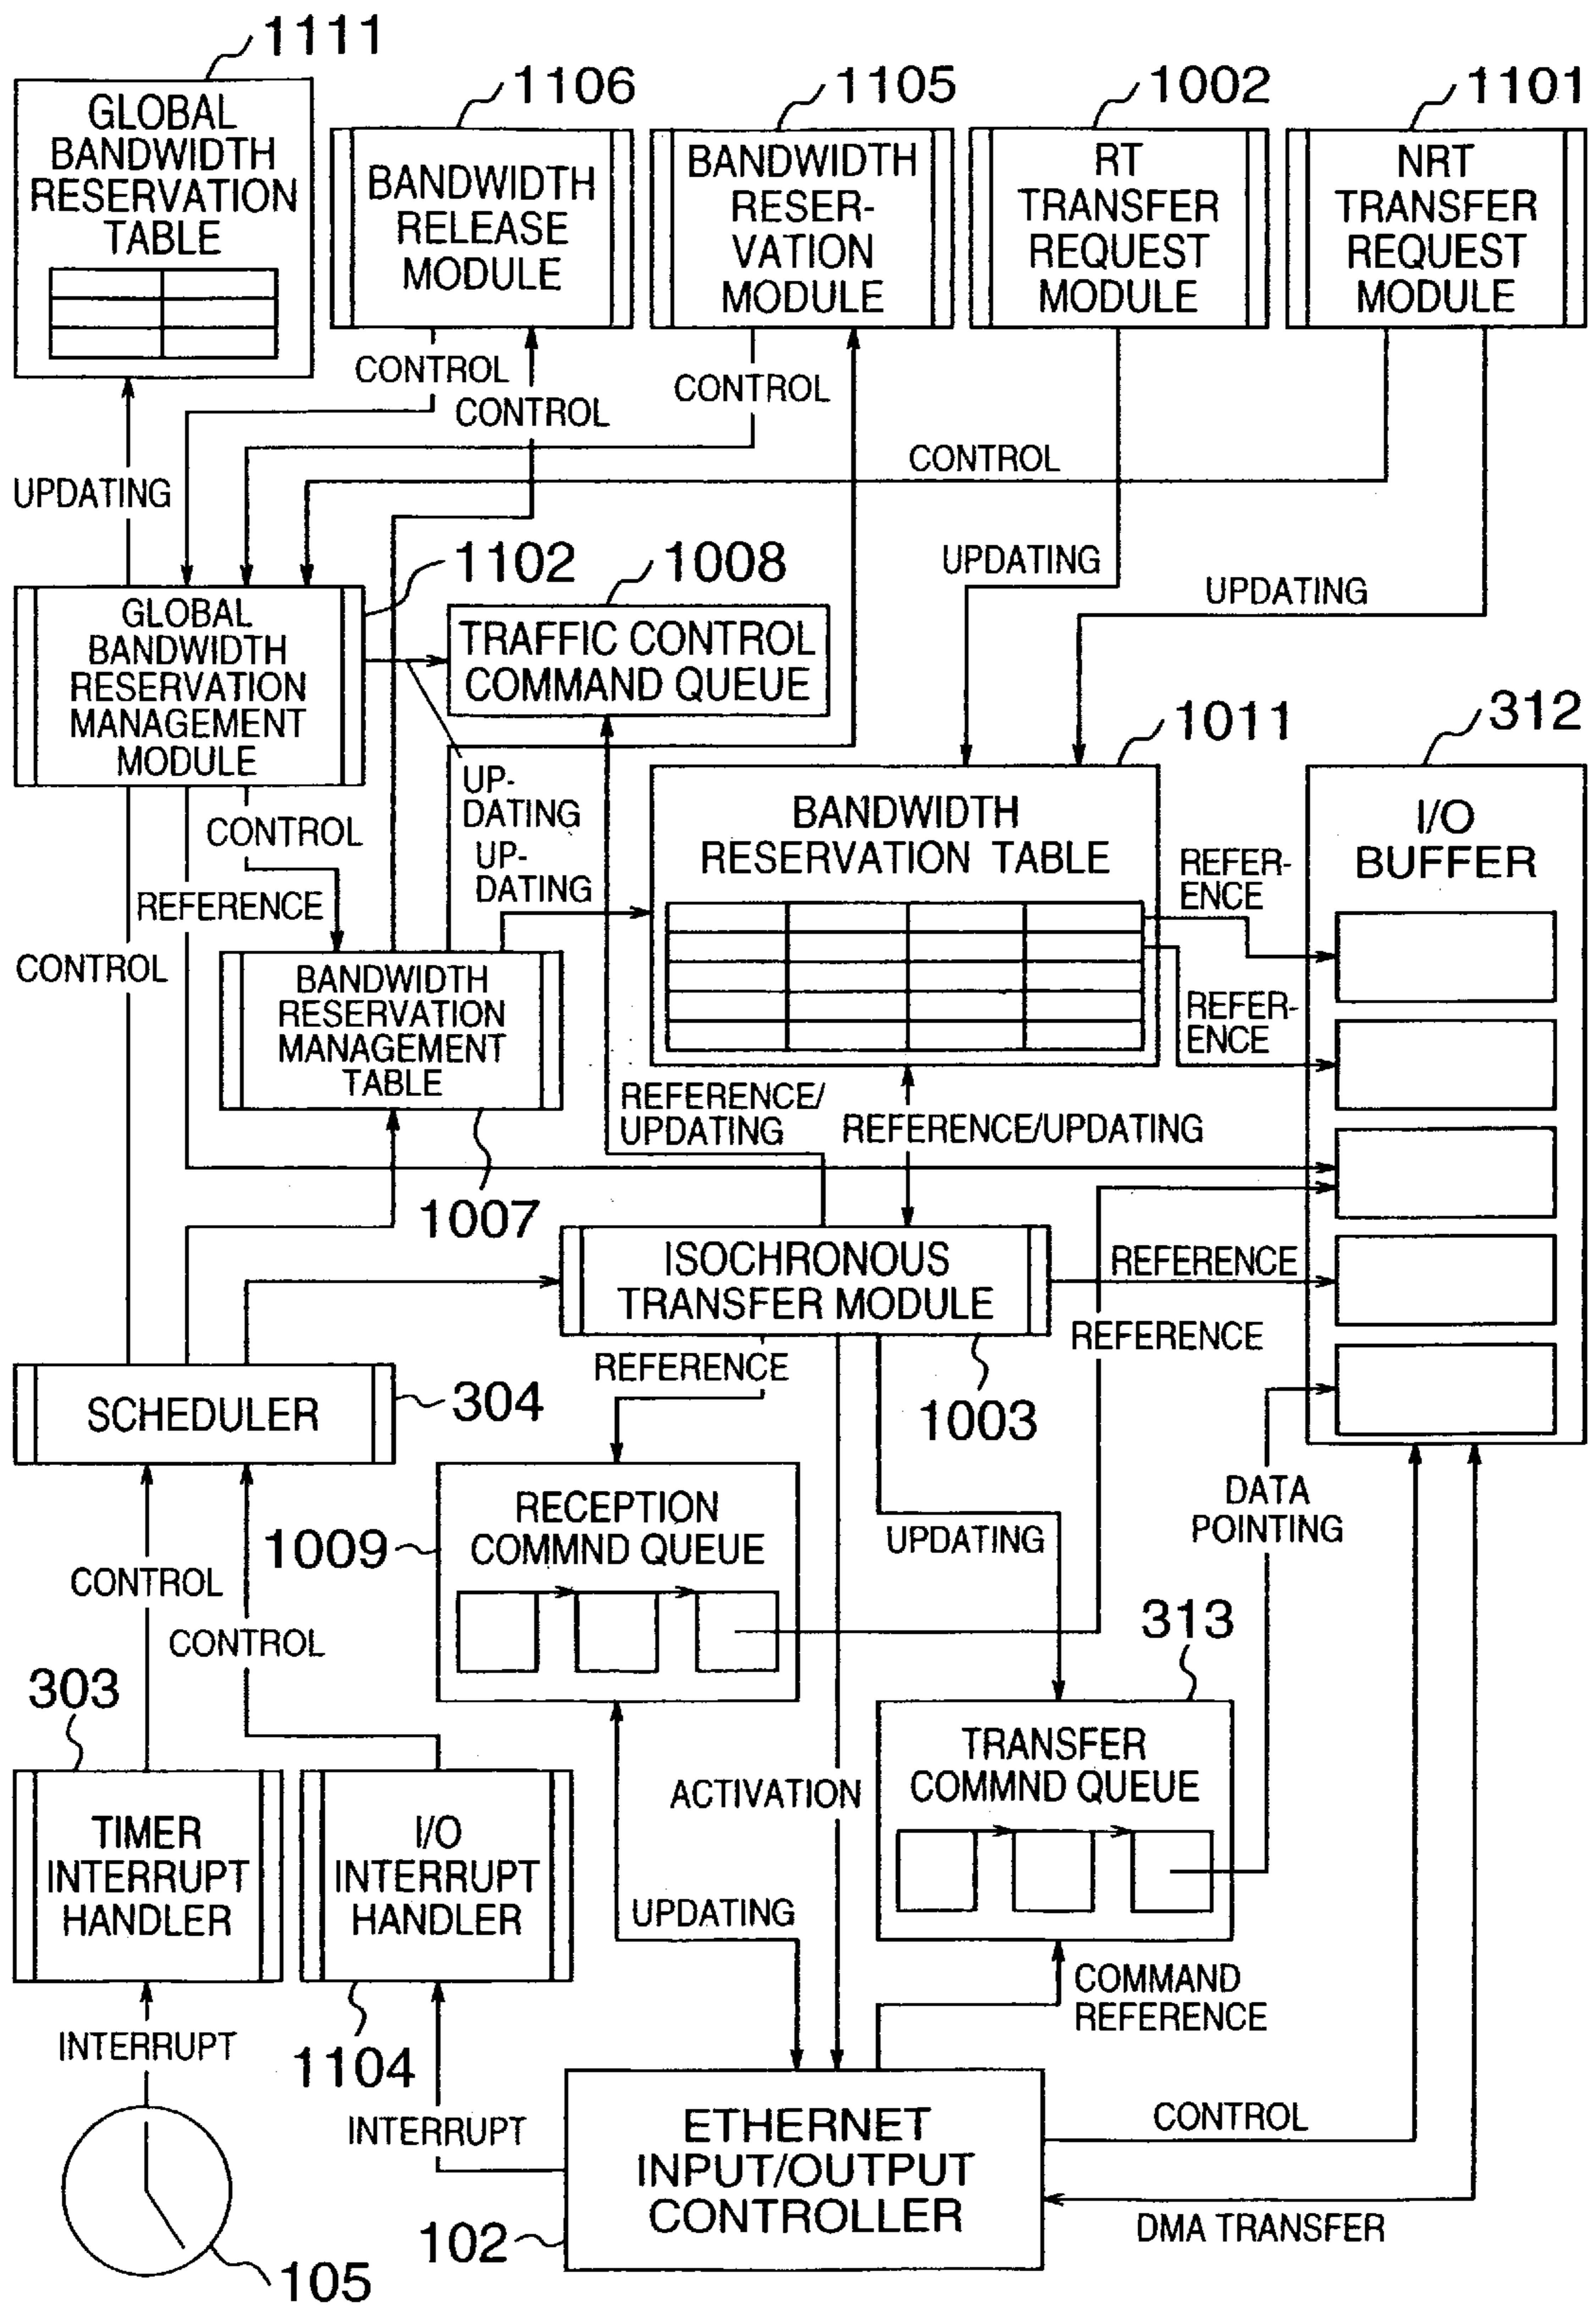 1111
GLOBAL
BANDWIDTH
RESERVATION
TABLE
1106
BANDWIDTH
RELEASE
MODULE
1105
BANDWIDTH
RESER-
VATION
MODULE
1002
RT
TRANSFER
REQUEST
MODULE
1101
NRT
TRANSFER
REQUEST
MODULE
CONTROL
CONTROL
CONTROL
CONTROL
UPDATING
UPDATING
UPDATING
1102
GLOBAL
BANDWIDTH
RESERVATION
MANAGEMENT
MODULE
1008
TRAFFIC CONTROL
COMMAND QUEUE
UP-
DATING
UP-
DATING
1011
BANDWIDTH
RESERVATION TABLE
312
I/O
BUFFER
REFER-
ENCE
REFER-
ENCE
CONTROL
REFERENCE
CONTROL
BANDWIDTH
RESERVATION
MANAGEMENT
TABLE
1007
REFERENCE/
UPDATING
REFERENCE/UPDATING
ISOCHRONOUS
TRANSFER MODULE
1003
REFERENCE
REFERENCE
REFERENCE
SCHEDULER
304
RECEPTION
COMMND QUEUE
1009
UPDATING
DATA
POINTING
CONTROL
CONTROL
313
TRANSFER
COMMND QUEUE
303
TIMER
INTERRUPT
HANDLER
I/O
INTERRUPT
HANDLER
1104
ACTIVATION
UPDATING
COMMAND
REFERENCE
INTERRUPT
INTERRUPT
105
ETHERNET
INPUT/OUTPUT
CONTROLLER
102
CONTROL
DMA TRANSFER